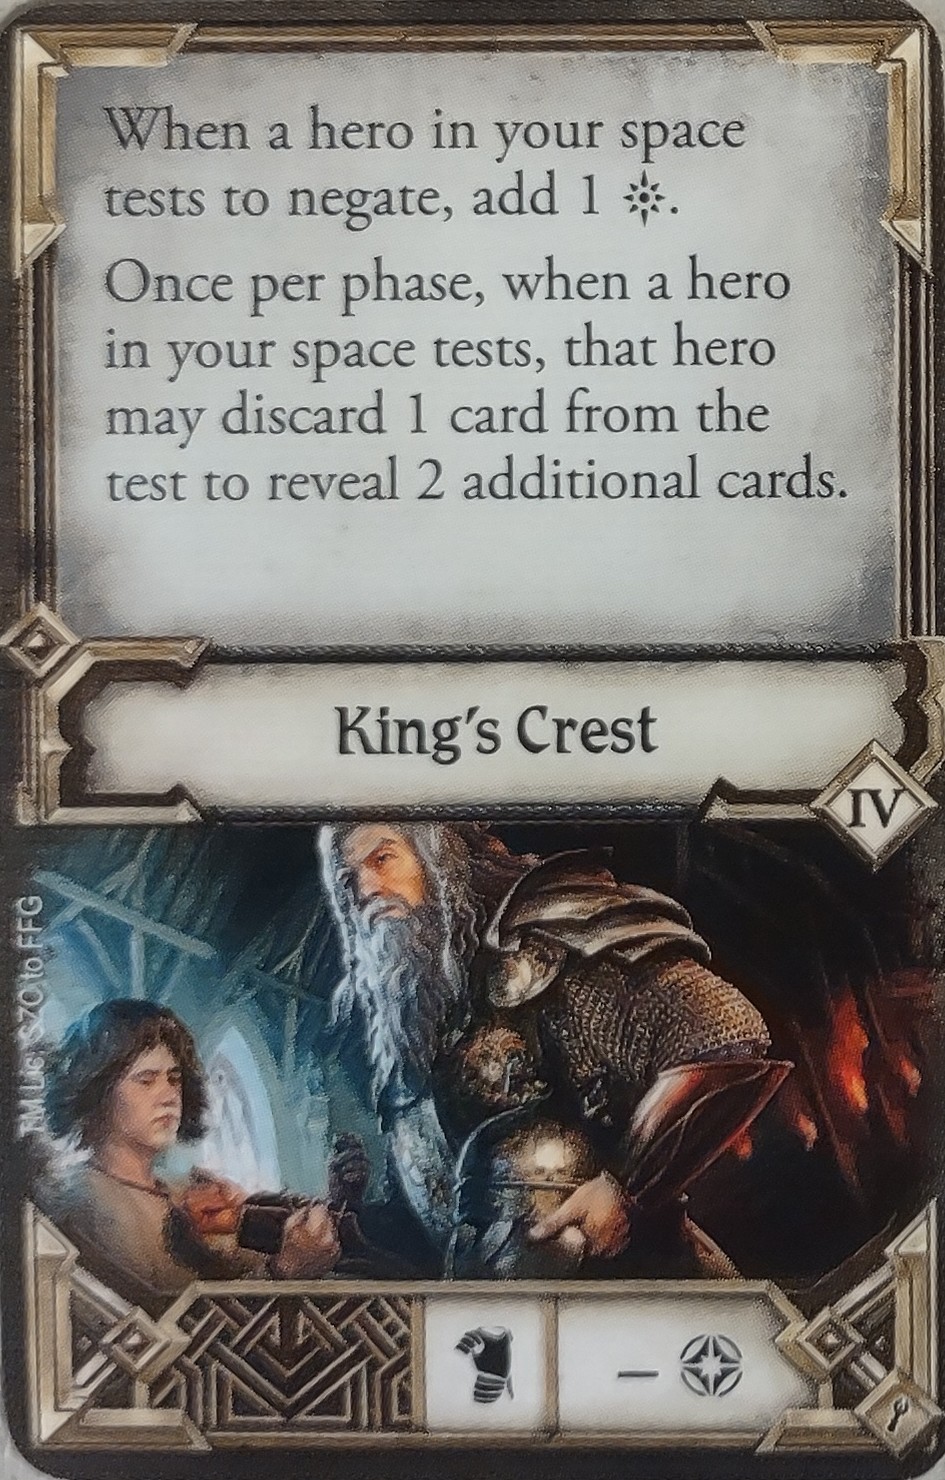 When a hero in your space
tests to negate, add 1 .
Once per phase, when a hero
in your space tests, that hero
may discard 1 card from the
test to reveal 2 additional cards.
King's Crest
IV
TM Lic. SZC to FFG
–